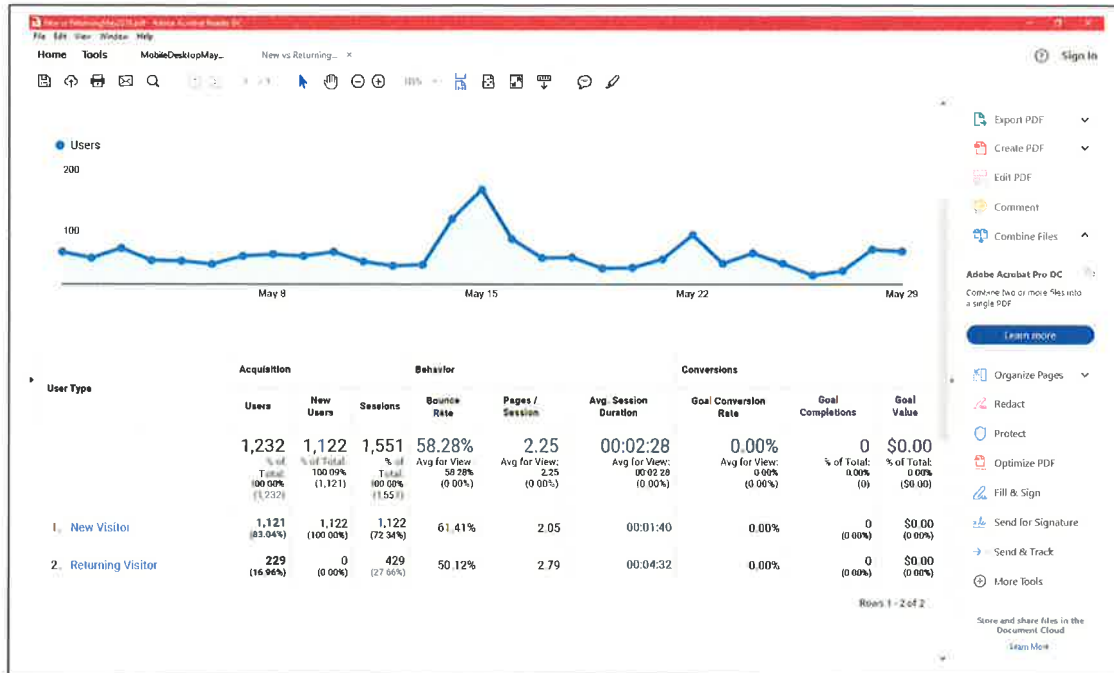 New vs ReturningMay2018.pdf - Adobe Acrobat Reader DC
File Edit View Window Help
Home Tools MobileDesktopMay... New vs Returning... ×
Sign In
Users
200
100
May 8 May 15 May 22 May 29
User Type
Acquisition Behavior Conversions
Users New Users Sessions Bounce Rate Pages / Session Avg. Session Duration Goal Conversion Rate Goal Completions Goal Value
1,232 1,122 1,551 58.28% 2.25 00:02:28 0.00% 0 $0.00
% of Total: 100.00% (1,232) % of Total: 100.09% (1,121) % of Total: 100.00% (1,551) Avg for View: 58.28% (0.00%) Avg for View: 2.25 (0.00%) Avg for View: 00:02:28 (0.00%) Avg for View: 0.00% (0.00%) % of Total: 0.00% (0) % of Total: 0.00% ($0.00)
1. New Visitor 1,121 (83.04%) 1,122 (100.00%) 1,122 (72.34%) 61.41% 2.05 00:01:40 0.00% 0 (0.00%) $0.00 (0.00%)
2. Returning Visitor 229 (16.96%) 0 (0.00%) 429 (27.66%) 50.12% 2.79 00:04:32 0.00% 0 (0.00%) $0.00 (0.00%)
Rows 1 - 2 of 2
Export PDF
Create PDF
Edit PDF
Comment
Combine Files
Adobe Acrobat Pro DC
Combine two or more files into
a single PDF
Learn more
Organize Pages
Redact
Protect
Optimize PDF
Fill & Sign
Send for Signature
Send & Track
More Tools
Store and share files in the
Document Cloud
Learn More